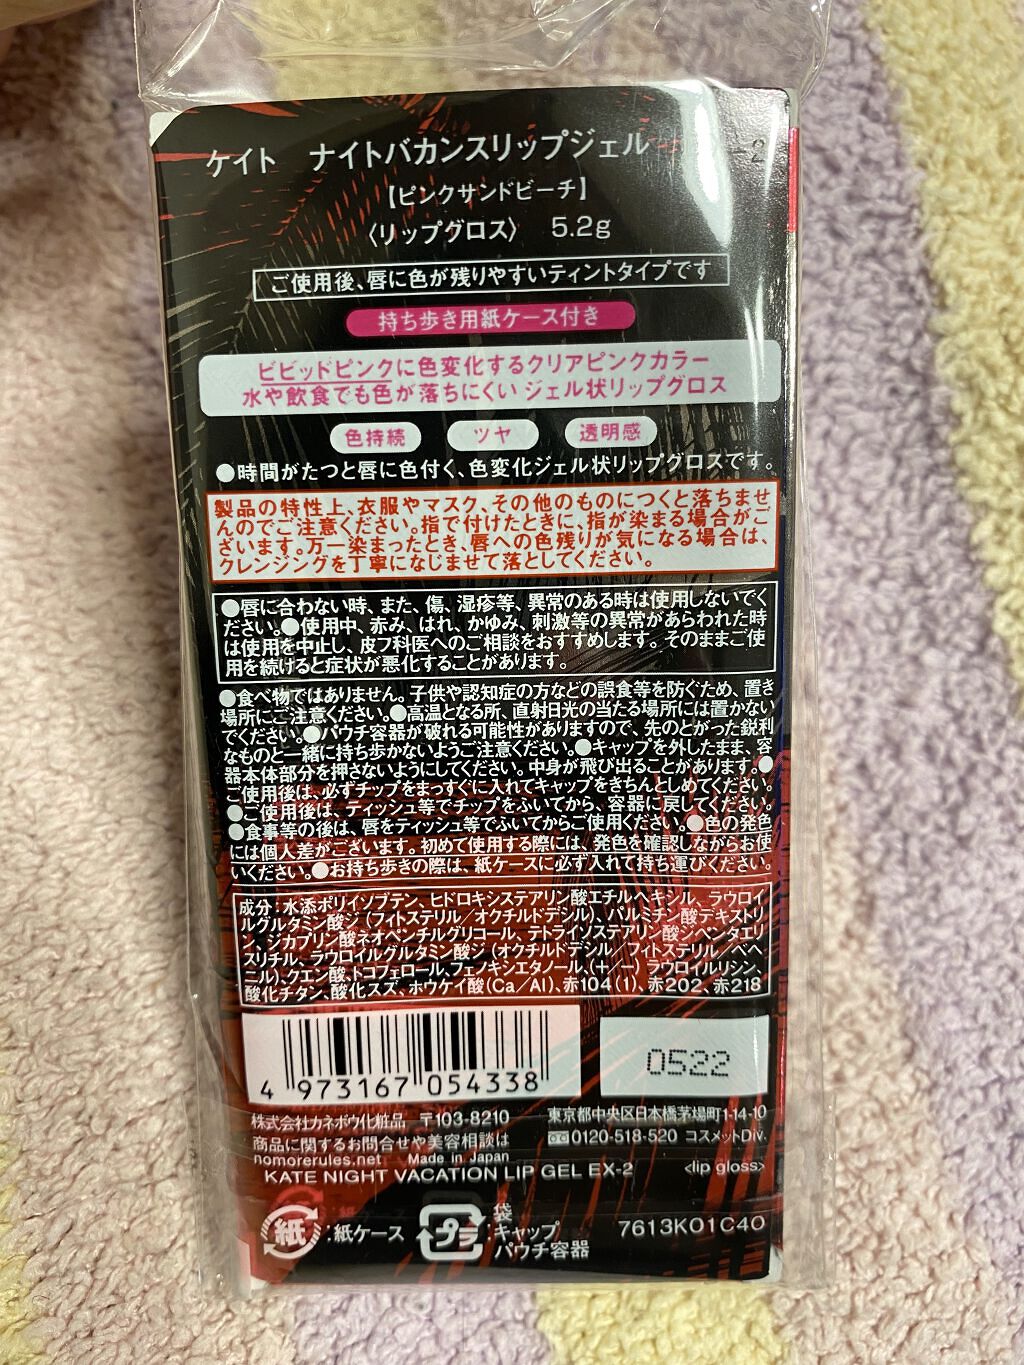 ケイト ナイトバカンスリップジェル
-2
【ピンクサンドビーチ】
〈リップグロス〉 5.2g
ご使用後、唇に色が残りやすいティントタイプです
持ち歩き用紙ケース付き
ビビッドピンクに色変化するクリアピンクカラー
水や飲食でも色が落ちにくい ジェル状リップグロス
色持続 ツヤ 透明感
●時間がたつと唇に色付く、色変化ジェル状リップグロスです。
製品の特性上、衣服やマスク、その他のものにつくと落ちませ
んのでご注意ください。指で付けたときに、指が染まる場合がご
ざいます。万一染まったとき、唇への色残りが気になる場合は、
クレンジングを丁寧になじませて落としてください。
●唇に合わない時、また、傷、湿疹等、異常のある時は使用しないでく
ださい。●使用中、赤み、はれ、かゆみ、刺激等の異常があらわれた時
は使用を中止し、皮フ科医へのご相談をおすすめします。そのままご使
用を続けると症状が悪化することがあります。
●食べ物ではありません。子供や認知症の方などの誤食等を防ぐため、置き
場所にご注意ください。●高温となる所、直射日光の当たる場所には置かない
でください。●パウチ容器が破れる可能性がありますので、先のとがった鋭利
なものと一緒に持ち歩かないようご注意ください。●キャップを外したまま、容
器本体部分を押さないようにしてください。中身が飛び出ることがあります。●
ご使用後は、必ずチップをまっすぐに入れてキャップをきちんとしめてください。
●ご使用後は、ティッシュ等でチップをふいてから、容器に戻してください。
●食事等の後は、唇をティッシュ等でふいてからご使用ください。●色の発色
には個人差がございます。初めて使用する際には、発色を確認しながらお使
いください。●お持ち歩きの際は、紙ケースに必ず入れて持ち運びください。
成分:水添ポリイソブテン、ヒドロキシステアリン酸エチルヘキシル、ラウロイ
ルグルタミン酸ジ(フィトステリル/オクチルドデシル)、パルミチン酸デキストリ
ン、ジカプリン酸ネオペンチルグリコール、テトライソステアリン酸ジペンタエリ
スリチル、ラウロイルグルタミン酸ジ(オクチルドデシル/フィトステリル/ベヘ
ニル)、クエン酸、トコフェロール、フェノキシエタノール、(+/-)ラウロイルリシン、
酸化チタン、酸化スズ、ホウケイ酸(Ca/Al)、赤104(1)、赤202、赤218
4 973167 054338
0522
株式会社カネボウ化粧品 〒103-8210 東京都中央区日本橋茅場町1-14-10
商品に関するお問合せや美容相談は 0120-518-520 コスメットDiv.
nomorerules.net Made in Japan
KATE NIGHT VACATION LIP GEL EX-2 <lip gloss>
紙 :紙ケース プラ :袋
キャップ
パウチ容器
7613K01C40